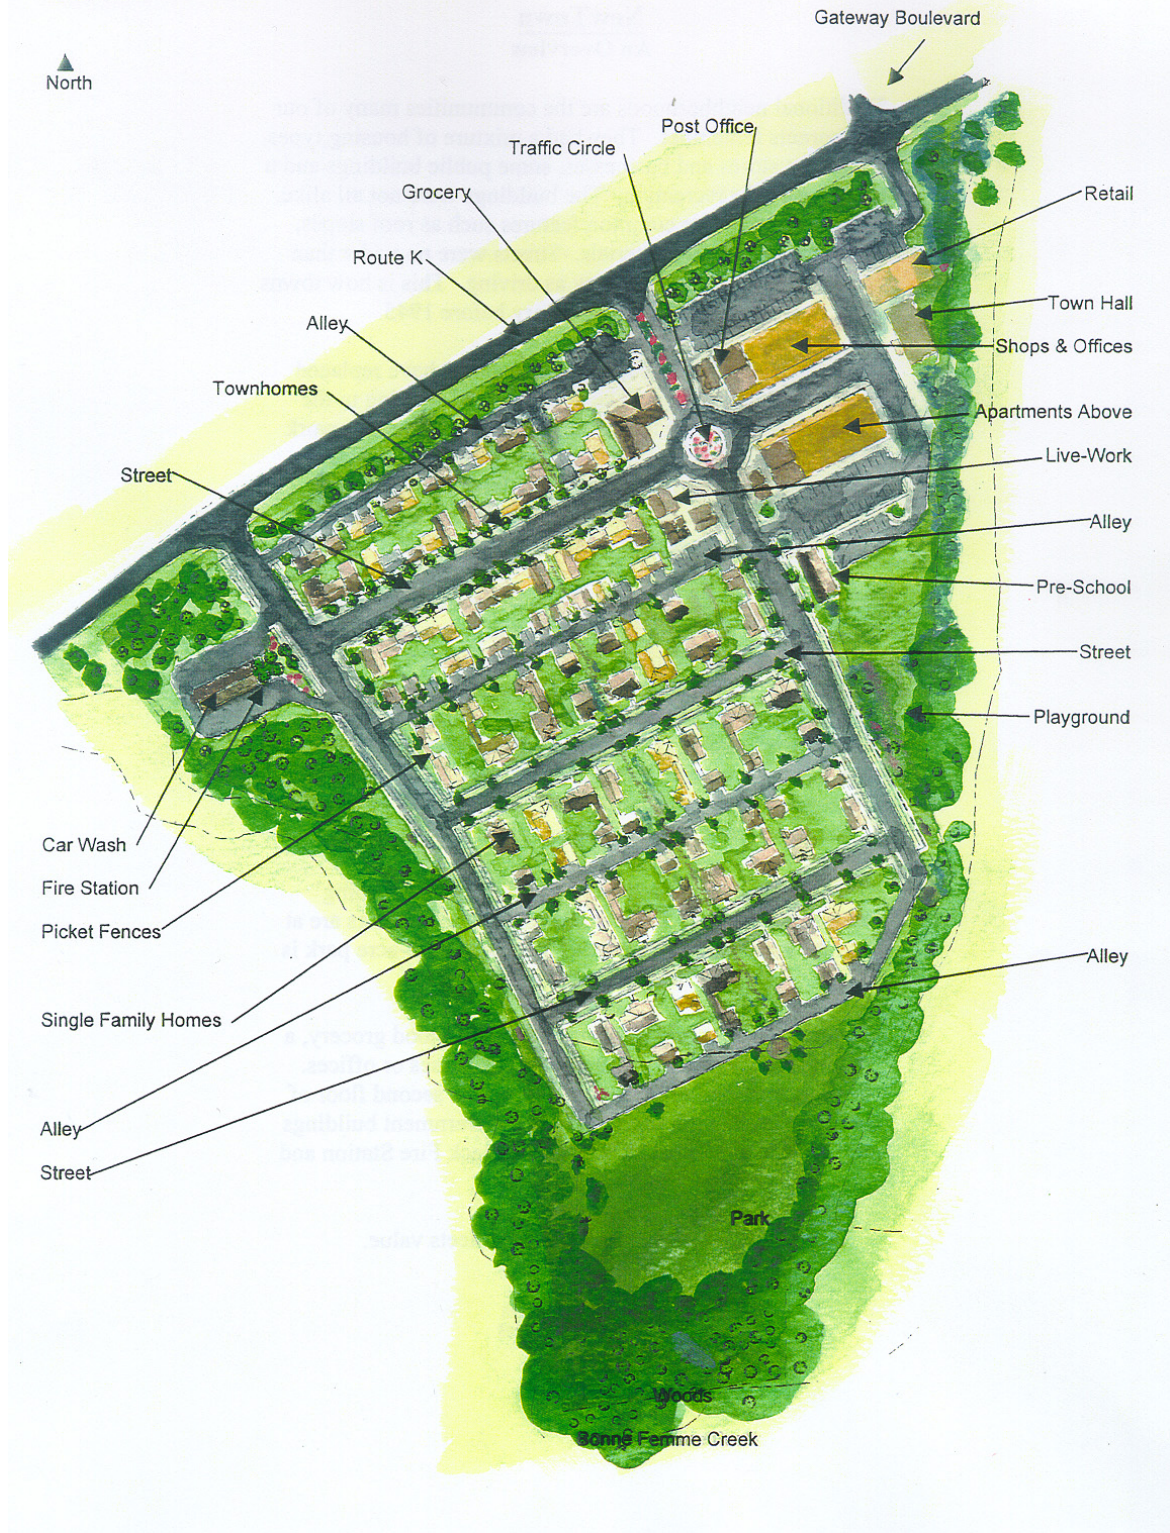 Gateway Boulevard
North
Post Office
Traffic Circle
Grocery
Retail
Route K
Town Hall
Alley
Shops & Offices
Townhomes
Apartments Above
Live-Work
Street
Alley
Pre-School
Street
Playground
Car Wash
Fire Station
Picket Fences
Alley
Single Family Homes
Alley
Street
Park
Woods
Bonne Femme Creek